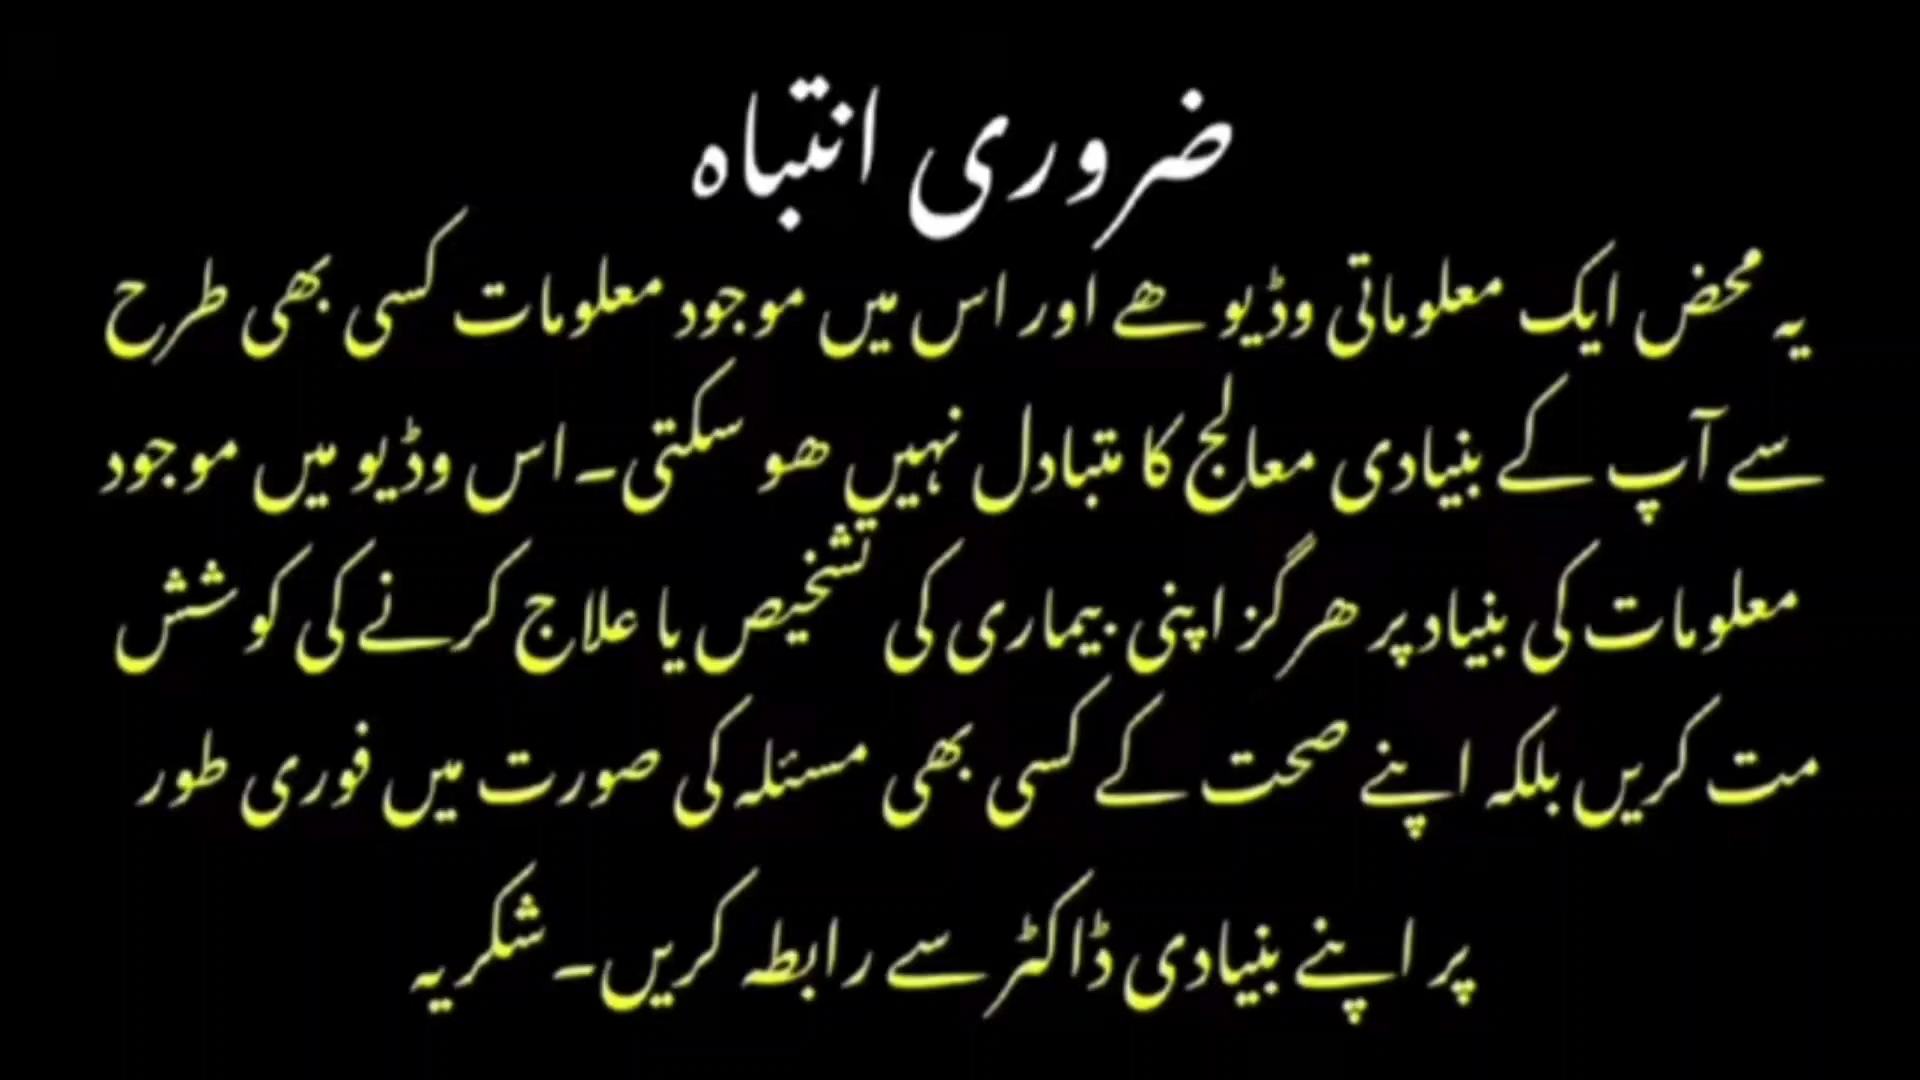 ضروری انتباہ
یہ محض ایک معلوماتی وڈیو ھے اور اس میں موجود معلومات کسی بھی طرح
سے آپ کے بنیادی معالج کا متبادل نہیں ھو سکتی۔ اس وڈیو میں موجود
معلومات کی بنیاد پر ھرگز اپنی بیماری کی تشخیص یا علاج کرنے کی کوشش
مت کریں بلکہ اپنے صحت کے کسی بھی مسئلہ کی صورت میں فوری طور
پر اپنے بنیادی ڈاکٹر سے رابطہ کریں۔ شکریہ